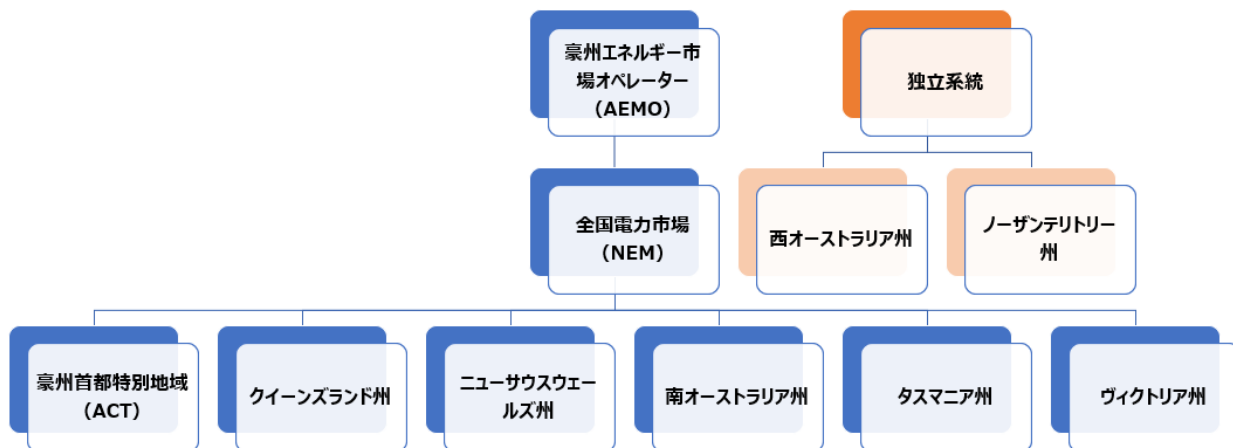 豪州エネルギー市
場オペレーター
（AEMO）
独立系統
全国電力市場
（NEM）
西オーストラリア州
ノーザンテリトリー
州
豪州首都特別地域
（ACT）
クイーンズランド州
ニューサウスウェー
ルズ州
南オーストラリア州
タスマニア州
ヴィクトリア州